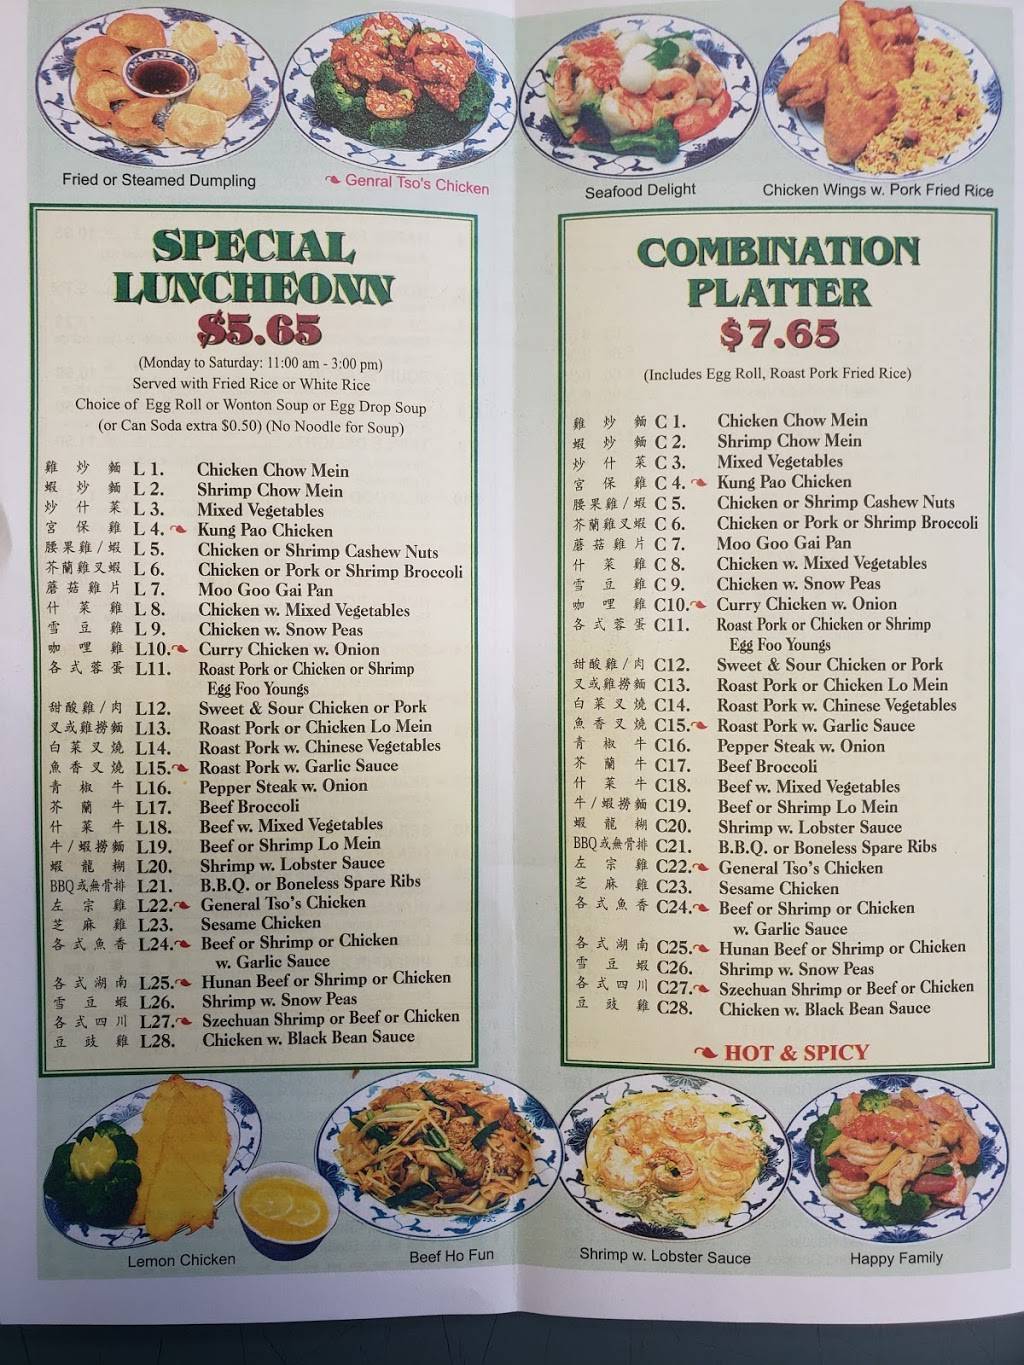 Fried or Steamed Dumpling
Genral Tso's Chicken
Seafood Delight
Chicken Wings w. Pork Fried Rice
SPECIAL
LUNCHEONN
$5.65
(Monday to Saturday: 11:00 am - 3:00 pm)
Served with Fried Rice or White Rice
Choice of Egg Roll or Wonton Soup or Egg Drop Soup
(or Can Soda extra $0.50) (No Noodle for Soup)
雞炒麵 L 1. Chicken Chow Mein
蝦炒麵 L 2. Shrimp Chow Mein
炒什菜 L 3. Mixed Vegetables
宮保雞 L 4. Kung Pao Chicken
腰果雞/蝦 L 5. Chicken or Shrimp Cashew Nuts
芥蘭雞叉蝦 L 6. Chicken or Pork or Shrimp Broccoli
蘑菇雞片 L 7. Moo Goo Gai Pan
什菜雞 L 8. Chicken w. Mixed Vegetables
雪豆雞 L 9. Chicken w. Snow Peas
咖哩雞 L10. Curry Chicken w. Onion
各式蓉蛋 L11. Roast Pork or Chicken or Shrimp
Egg Foo Youngs
甜酸雞/肉 L12. Sweet & Sour Chicken or Pork
叉或雞撈麵 L13. Roast Pork or Chicken Lo Mein
白菜叉燒 L14. Roast Pork w. Chinese Vegetables
魚香叉燒 L15. Roast Pork w. Garlic Sauce
青椒牛 L16. Pepper Steak w. Onion
芥蘭牛 L17. Beef Broccoli
什菜牛 L18. Beef w. Mixed Vegetables
牛/蝦撈麵 L19. Beef or Shrimp Lo Mein
蝦龍糊 L20. Shrimp w. Lobster Sauce
BBQ或無骨排 L21. B.B.Q. or Boneless Spare Ribs
左宗雞 L22. General Tso's Chicken
芝麻雞 L23. Sesame Chicken
各式魚香 L24. Beef or Shrimp or Chicken
w. Garlic Sauce
各式湖南 L25. Hunan Beef or Shrimp or Chicken
雪豆蝦 L26. Shrimp w. Snow Peas
各式四川 L27. Szechuan Shrimp or Beef or Chicken
豆豉雞 L28. Chicken w. Black Bean Sauce
COMBINATION
PLATTER
$7.65
(Includes Egg Roll, Roast Pork Fried Rice)
雞炒麵 C 1. Chicken Chow Mein
蝦炒麵 C 2. Shrimp Chow Mein
炒什菜 C 3. Mixed Vegetables
宮保雞 C 4. Kung Pao Chicken
腰果雞/蝦 C 5. Chicken or Shrimp Cashew Nuts
芥蘭雞叉蝦 C 6. Chicken or Pork or Shrimp Broccoli
蘑菇雞片 C 7. Moo Goo Gai Pan
什菜雞 C 8. Chicken w. Mixed Vegetables
雪豆雞 C 9. Chicken w. Snow Peas
咖哩雞 C10. Curry Chicken w. Onion
各式蓉蛋 C11. Roast Pork or Chicken or Shrimp
Egg Foo Youngs
甜酸雞/肉 C12. Sweet & Sour Chicken or Pork
叉或雞撈麵 C13. Roast Pork or Chicken Lo Mein
白菜叉燒 C14. Roast Pork w. Chinese Vegetables
魚香叉燒 C15. Roast Pork w. Garlic Sauce
青椒牛 C16. Pepper Steak w. Onion
芥蘭牛 C17. Beef Broccoli
什菜牛 C18. Beef w. Mixed Vegetables
牛/蝦撈麵 C19. Beef or Shrimp Lo Mein
蝦龍糊 C20. Shrimp w. Lobster Sauce
BBQ或無骨排 C21. B.B.Q. or Boneless Spare Ribs
左宗雞 C22. General Tso's Chicken
芝麻雞 C23. Sesame Chicken
各式魚香 C24. Beef or Shrimp or Chicken
w. Garlic Sauce
各式湖南 C25. Hunan Beef or Shrimp or Chicken
雪豆蝦 C26. Shrimp w. Snow Peas
各式四川 C27. Szechuan Shrimp or Beef or Chicken
豆豉雞 C28. Chicken w. Black Bean Sauce
HOT & SPICY
Lemon Chicken
Beef Ho Fun
Shrimp w. Lobster Sauce
Happy Family